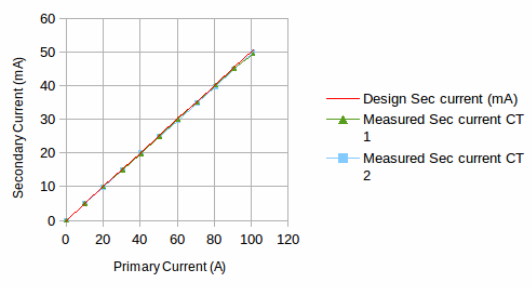 60
50
40
30
20
10
0
Secondary Current (mA)
0 20 40 60 80 100 120
Primary Current (A)
Design Sec current (mA)
Measured Sec current CT
1
Measured Sec current CT
2